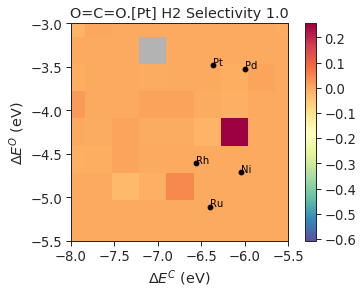 O=C=O.[Pt] H2 Selectivity 1.0
−3.0
−3.5
−4.0
−4.5
−5.0
−5.5
ΔE^O (eV)
Pt
Pd
Rh
Ni
Ru
−8.0 −7.5 −7.0 −6.5 −6.0 −5.5
ΔE^C (eV)
0.2
0.1
0.0
−0.1
−0.2
−0.3
−0.4
−0.5
−0.6